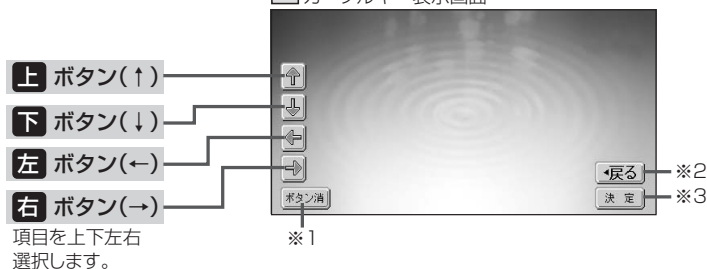 カーソルキー表示画面
上 ボタン(↑)
下 ボタン(↓)
左 ボタン(←)
右 ボタン(→)
項目を上下左右
選択します。
ボタン消
※1
◀戻る
※2
決 定
※3